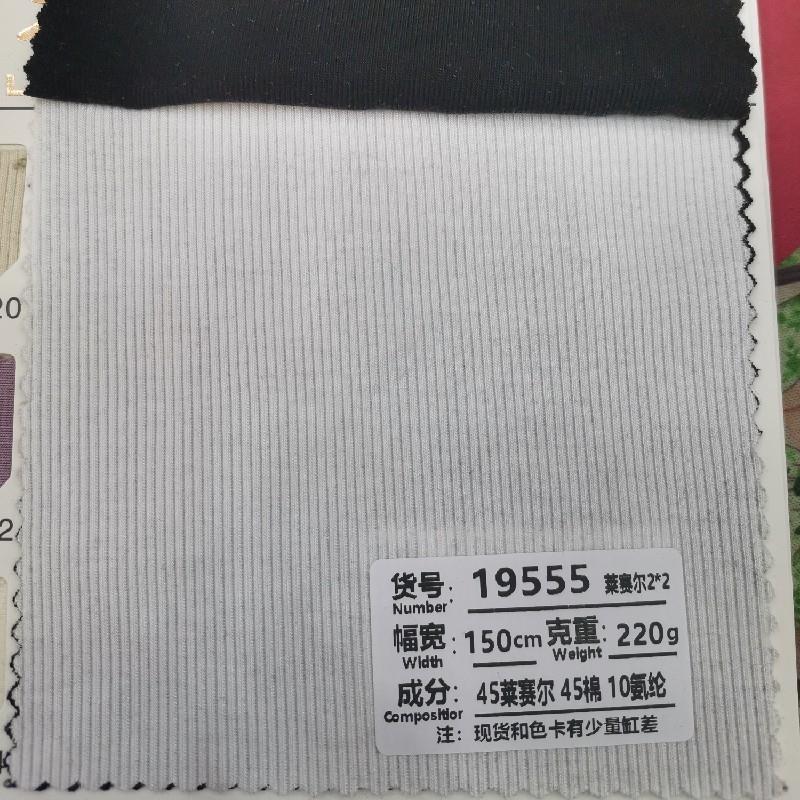 L
20
2
货号: 19555 莱赛尔2*2
Number
幅宽: 150cm 克重: 220g
Width Weight
成分: 45莱赛尔 45棉 10氨纶
Composition
注: 现货和色卡有少量缸差